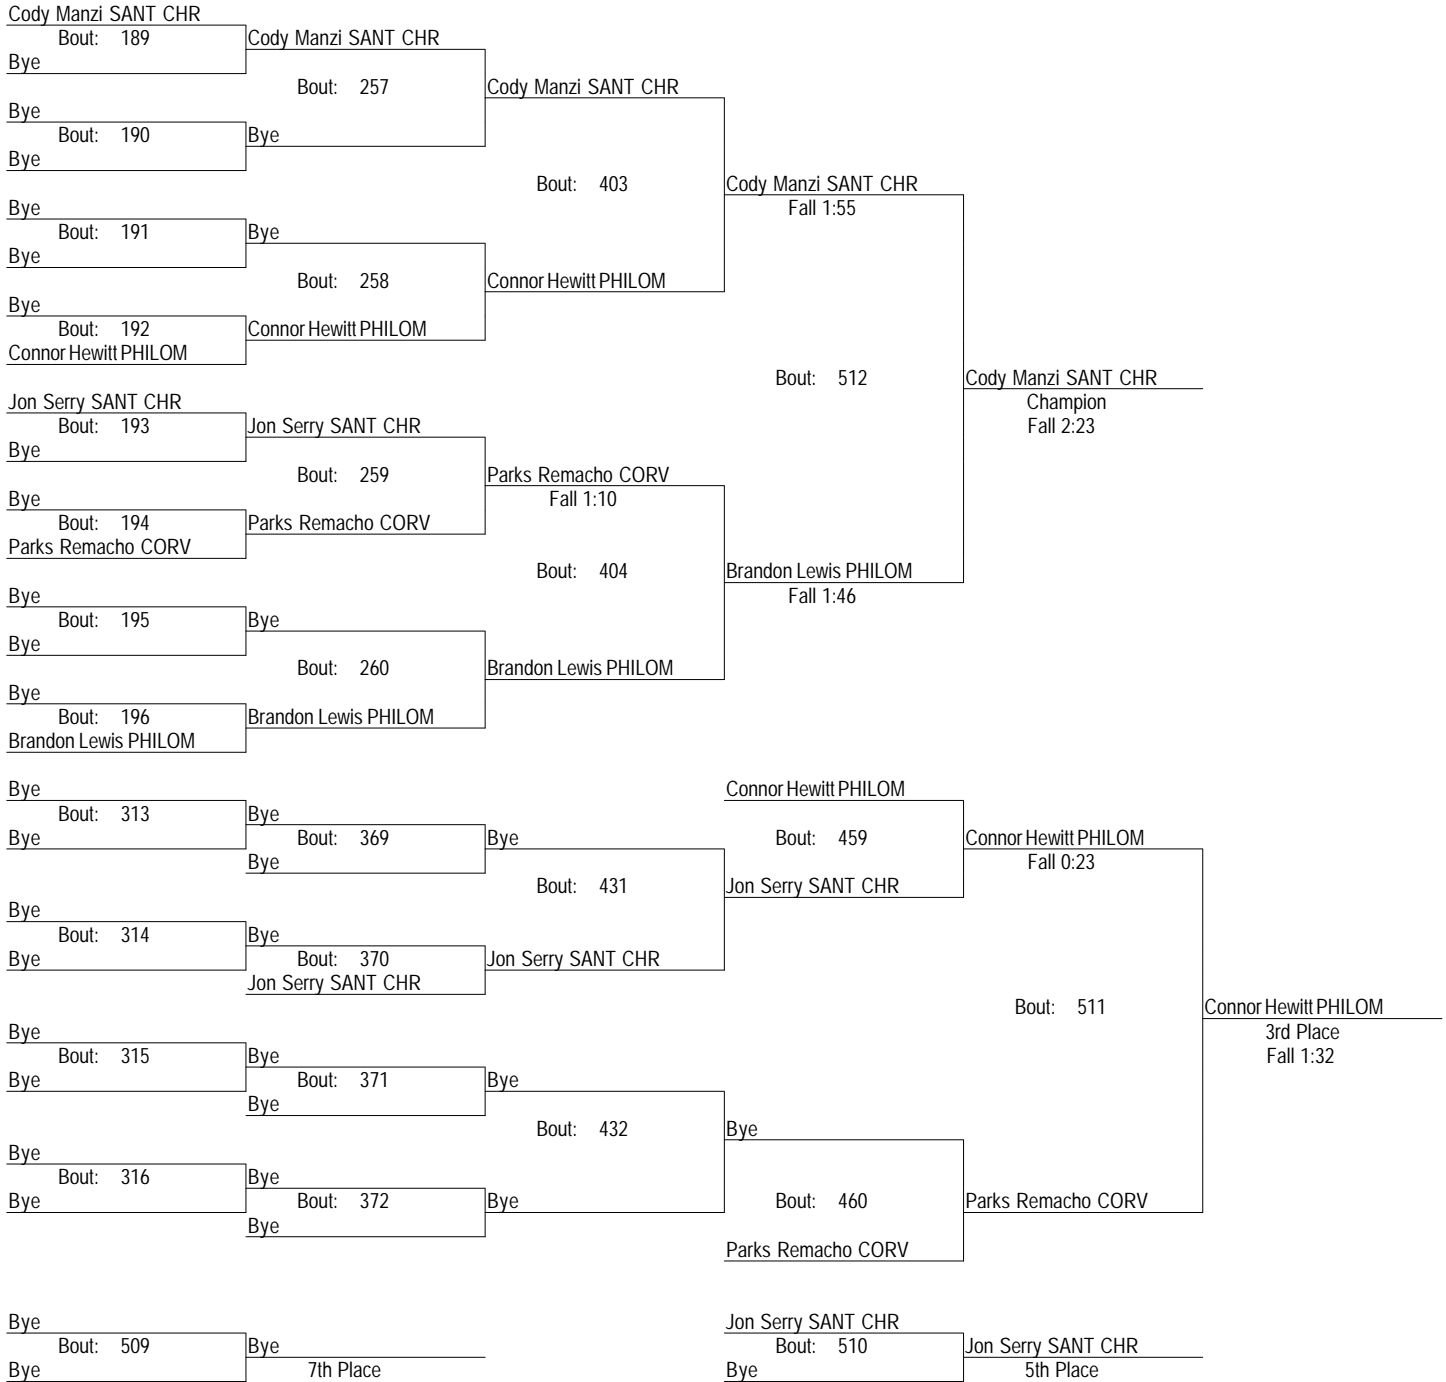 Cody Manzi SANT CHR
Bout: 189
Cody Manzi SANT CHR
Bye
Bout: 257
Cody Manzi SANT CHR
Bye
Bout: 190
Bye
Bye
Bout: 403
Cody Manzi SANT CHR
Fall 1:55
Bye
Bout: 191
Bye
Bye
Bout: 258
Connor Hewitt PHILOM
Bye
Bout: 192
Connor Hewitt PHILOM
Connor Hewitt PHILOM
Bout: 512
Cody Manzi SANT CHR
Champion
Fall 2:23
Jon Serry SANT CHR
Bout: 193
Jon Serry SANT CHR
Bye
Bout: 259
Parks Remacho CORV
Fall 1:10
Bye
Bout: 194
Parks Remacho CORV
Parks Remacho CORV
Bout: 404
Brandon Lewis PHILOM
Fall 1:46
Bye
Bout: 195
Bye
Bye
Bout: 260
Brandon Lewis PHILOM
Bye
Bout: 196
Brandon Lewis PHILOM
Brandon Lewis PHILOM
Bye
Bout: 313
Bye
Bye
Bout: 369
Bye
Bye
Connor Hewitt PHILOM
Bout: 459
Connor Hewitt PHILOM
Fall 0:23
Bout: 431
Jon Serry SANT CHR
Bye
Bout: 314
Bye
Bye
Bout: 370
Jon Serry SANT CHR
Jon Serry SANT CHR
Bout: 511
Connor Hewitt PHILOM
3rd Place
Fall 1:32
Bye
Bout: 315
Bye
Bye
Bout: 371
Bye
Bye
Bout: 432
Bye
Bye
Bout: 316
Bye
Bye
Bout: 372
Bye
Bye
Bout: 460
Parks Remacho CORV
Parks Remacho CORV
Bye
Bout: 509
Bye
Bye
7th Place
Jon Serry SANT CHR
Bout: 510
Jon Serry SANT CHR
Bye
5th Place